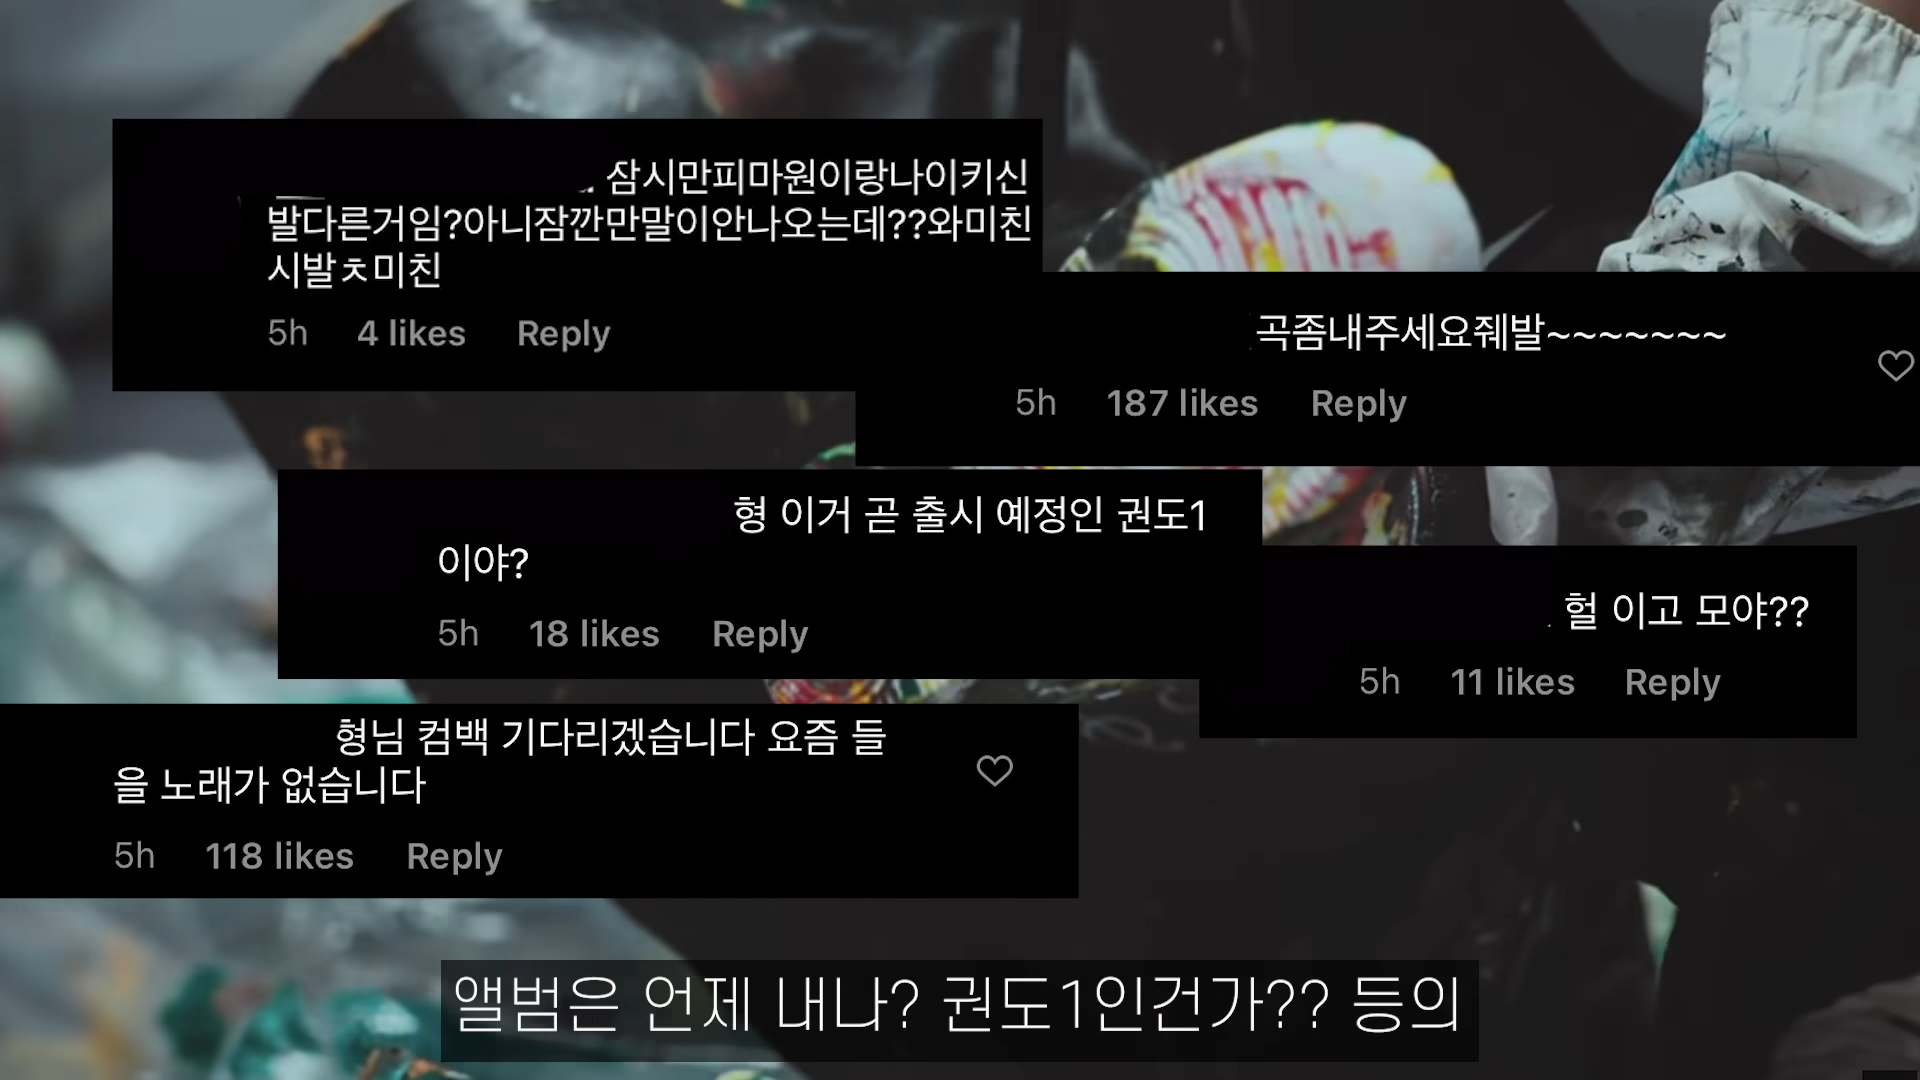 잠시만피마원이랑나이키신
발다른거임?아니잠깐만말이안나오는데??와미친
시발ㅊ미친
5h 4 likes Reply
곡좀내주세요줴발~~~~~~~
5h 187 likes Reply
형 이거 곧 출시 예정인 권도1
이야?
5h 18 likes Reply
헐 이고 모야??
5h 11 likes Reply
형님 컴백 기다리겠습니다 요즘 들
을 노래가 없습니다
5h 118 likes Reply
앨범은 언제 내나? 권도1인건가?? 등의